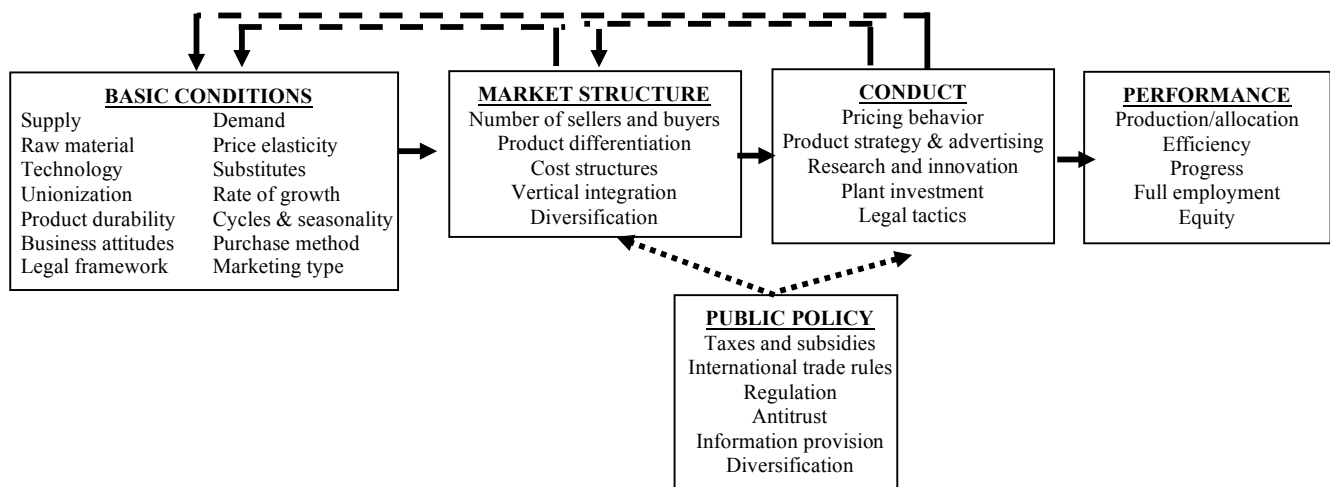 BASIC CONDITIONS
Supply Demand
Raw material Price elasticity
Technology Substitutes
Unionization Rate of growth
Product durability Cycles & seasonality
Business attitudes Purchase method
Legal framework Marketing type
MARKET STRUCTURE
Number of sellers and buyers
Product differentiation
Cost structures
Vertical integration
Diversification
CONDUCT
Pricing behavior
Product strategy & advertising
Research and innovation
Plant investment
Legal tactics
PERFORMANCE
Production/allocation
Efficiency
Progress
Full employment
Equity
PUBLIC POLICY
Taxes and subsidies
International trade rules
Regulation
Antitrust
Information provision
Diversification